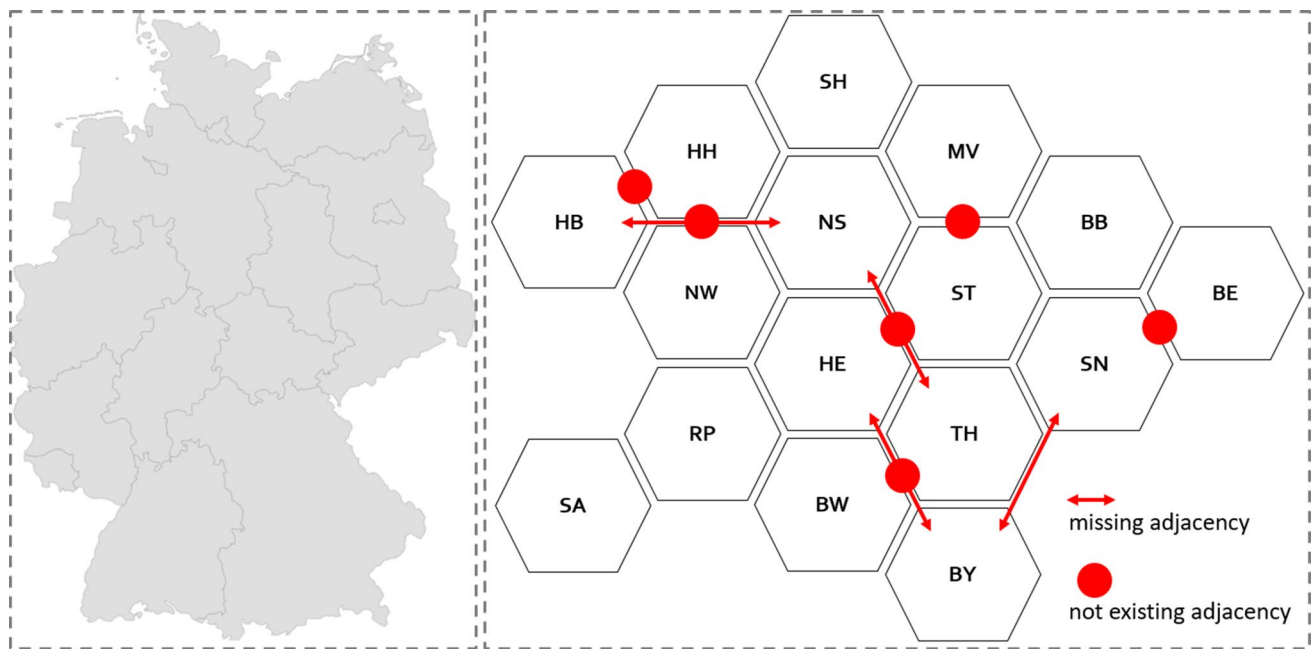 SH
HH
MV
HB
NS
BB
NW
ST
BE
HE
SN
RP
TH
SA
BW
missing adjacency
BY
not existing adjacency